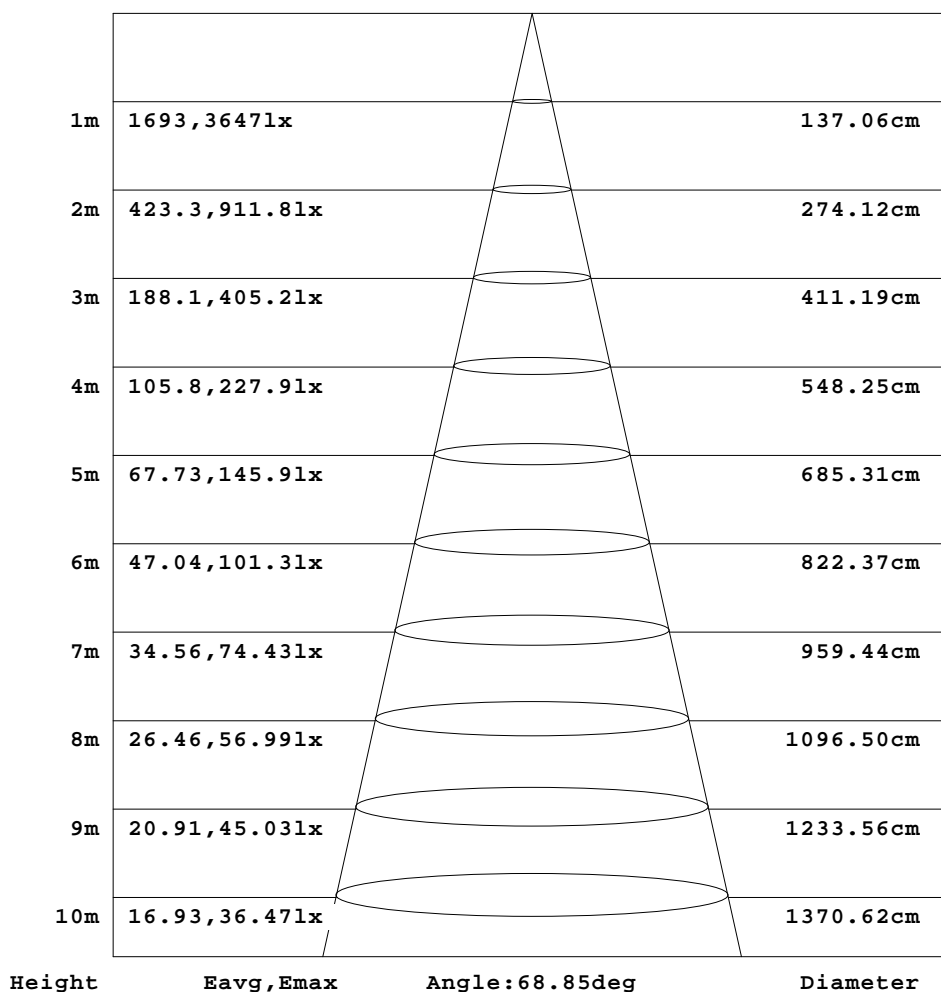 1m 1693,3647lx 137.06cm
2m 423.3,911.8lx 274.12cm
3m 188.1,405.2lx 411.19cm
4m 105.8,227.9lx 548.25cm
5m 67.73,145.9lx 685.31cm
6m 47.04,101.3lx 822.37cm
7m 34.56,74.43lx 959.44cm
8m 26.46,56.99lx 1096.50cm
9m 20.91,45.03lx 1233.56cm
10m 16.93,36.47lx 1370.62cm
Height Eavg,Emax Angle:68.85deg Diameter